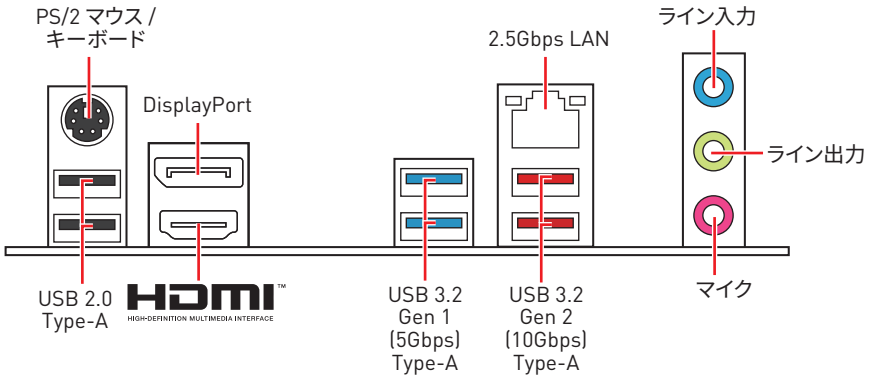 PS/2 マウス /
キーボード
DisplayPort
2.5Gbps LAN
ライン入力
ライン出力
マイク
USB 2.0
Type-A
HDMI™
HIGH-DEFINITION MULTIMEDIA INTERFACE
USB 3.2
Gen 1
(5Gbps)
Type-A
USB 3.2
Gen 2
(10Gbps)
Type-A